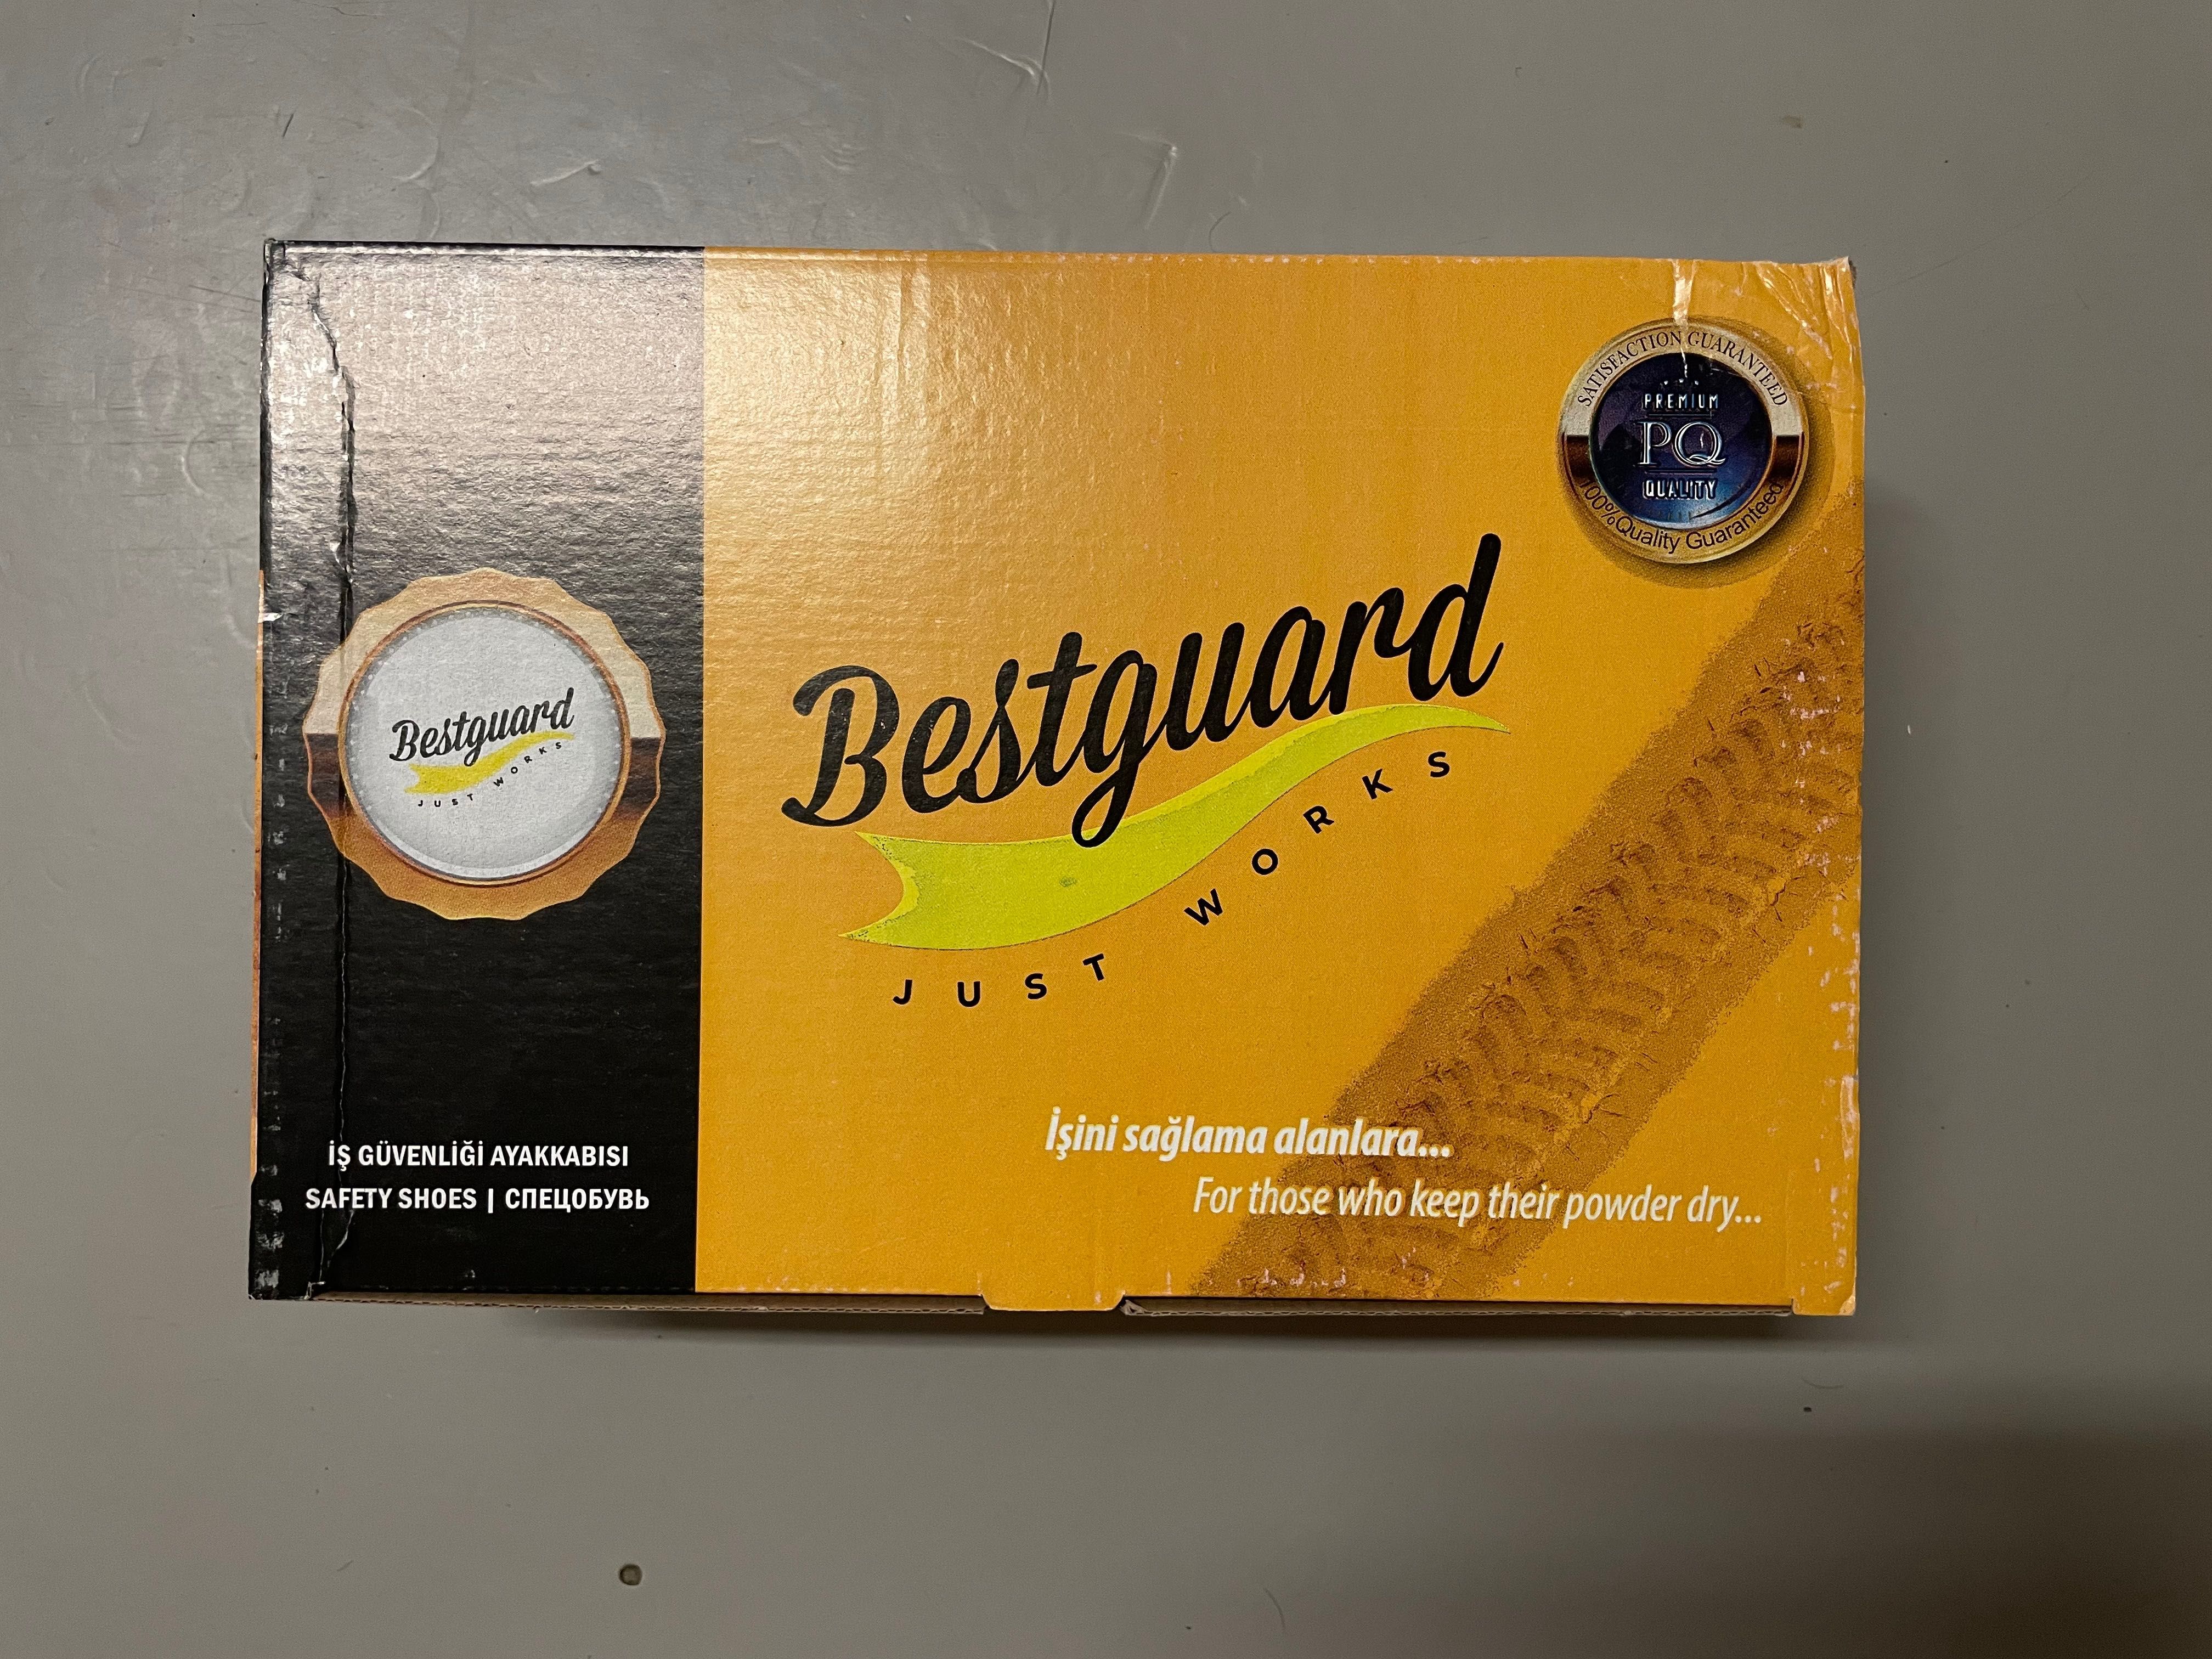 Bestguard
JUST WORKS
İŞ GÜVENLİĞİ AYAKKABISI
SAFETY SHOES | СПЕЦОБУВЬ
SATISFACTION GUARANTEED
PREMIUM
PQ
QUALITY
100%Quality Guaranteed
Bestguard
JUST WORKS
İşini sağlama alanlara...
For those who keep their powder dry...